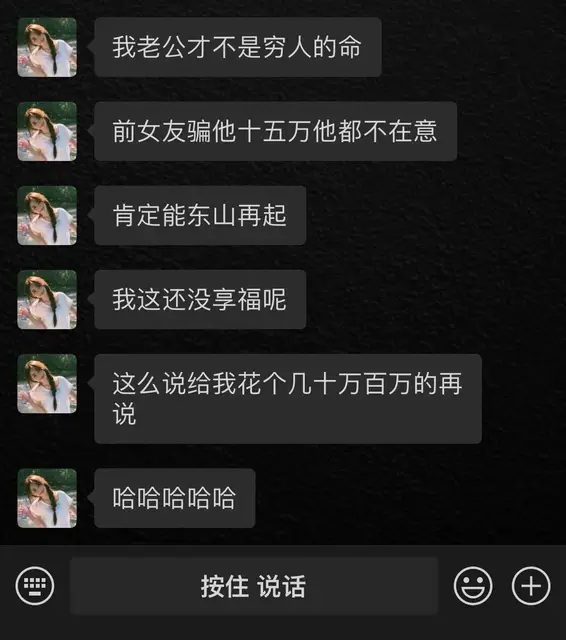 我老公才不是穷人的命
前女友骗他十五万他都不在意
肯定能东山再起
我这还没享福呢
这么说给我花个几十万百万的再
说
哈哈哈哈哈
按住 说话